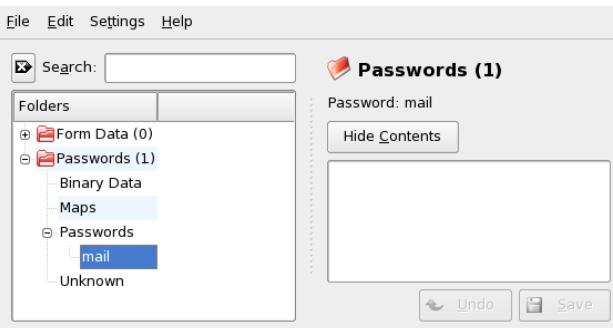 File Edit Settings Help
Search:
Folders
Form Data (0)
Passwords (1)
Binary Data
Maps
Passwords
mail
Unknown
Passwords (1)
Password: mail
Hide Contents
Undo Save